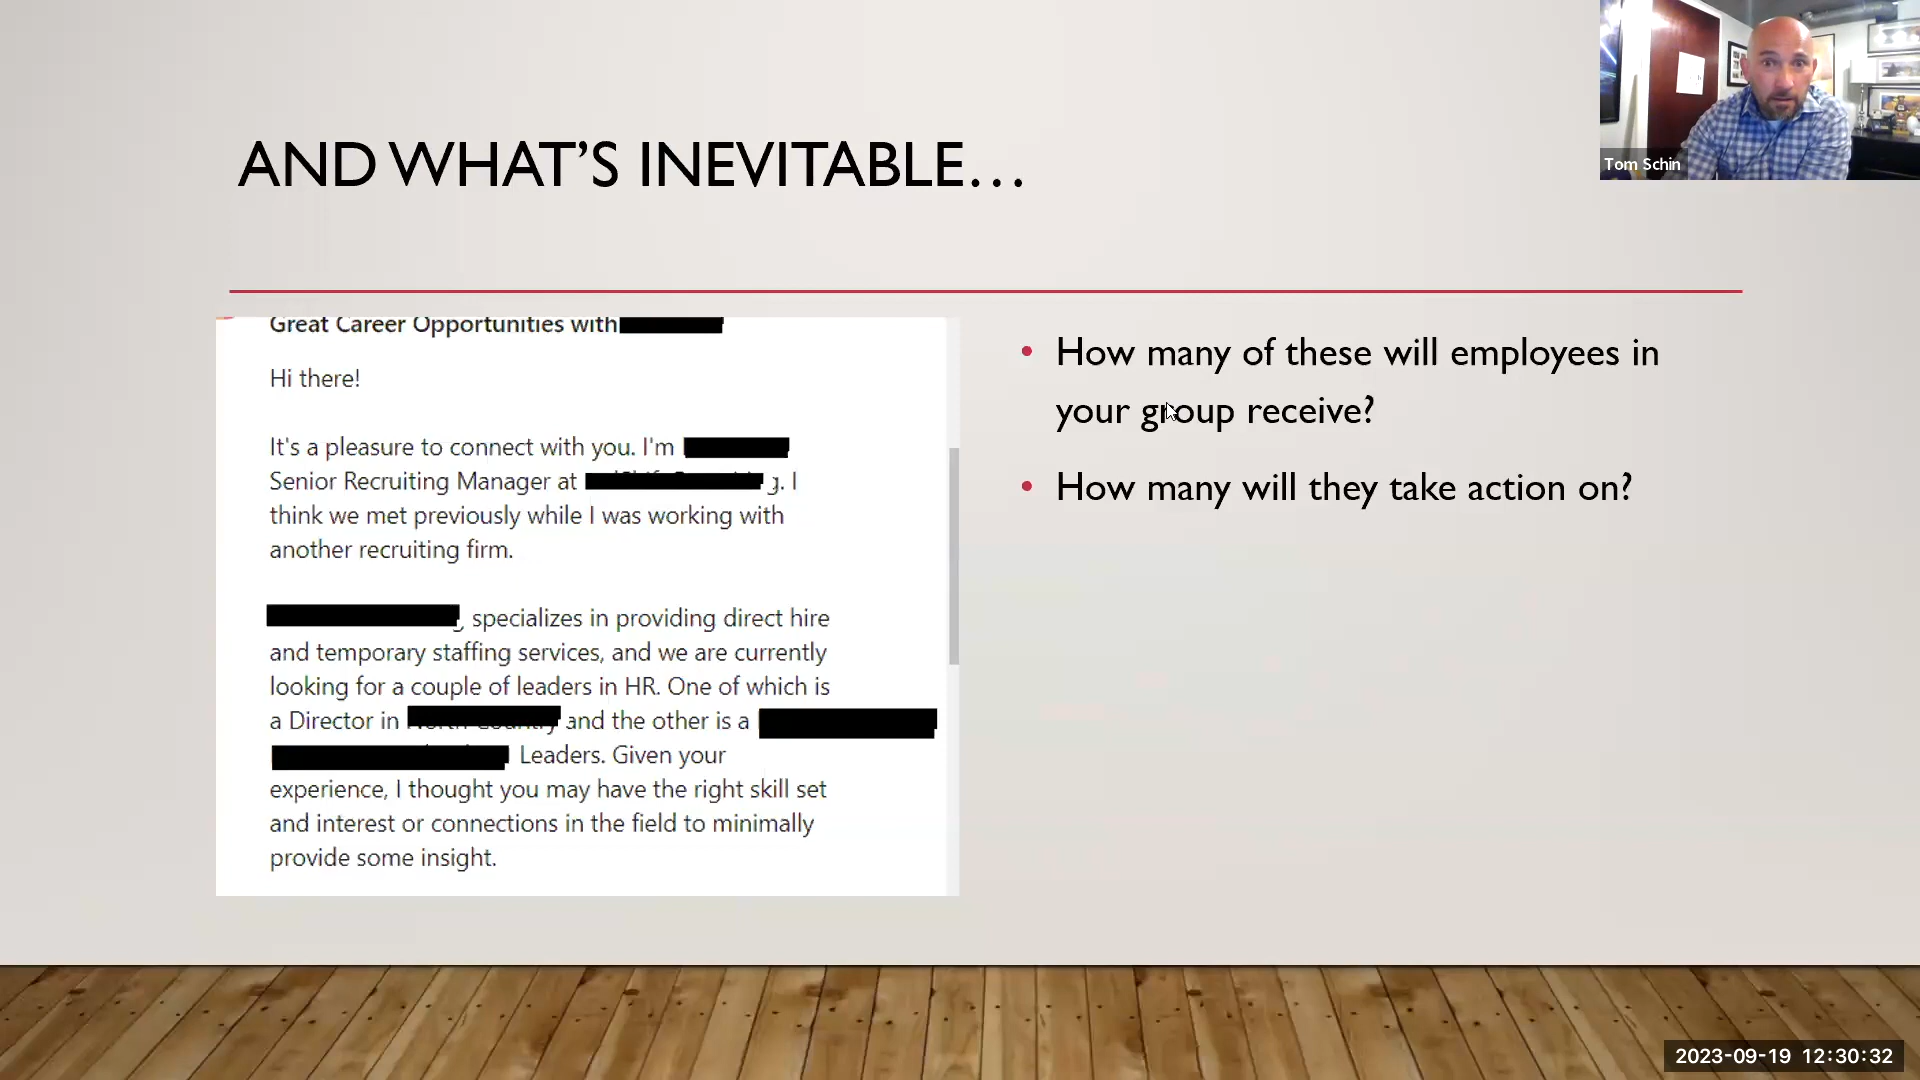 AND WHAT'S INEVITABLE…
Tom Schin
Great Career Opportunities with
Hi there!
It's a pleasure to connect with you. I'm
Senior Recruiting Manager at g. I
think we met previously while I was working with
another recruiting firm.
, specializes in providing direct hire
and temporary staffing services, and we are currently
looking for a couple of leaders in HR. One of which is
a Director in and the other is a
Leaders. Given your
experience, I thought you may have the right skill set
and interest or connections in the field to minimally
provide some insight.
• How many of these will employees in
your group receive?
• How many will they take action on?
2023-09-19 12:30:32